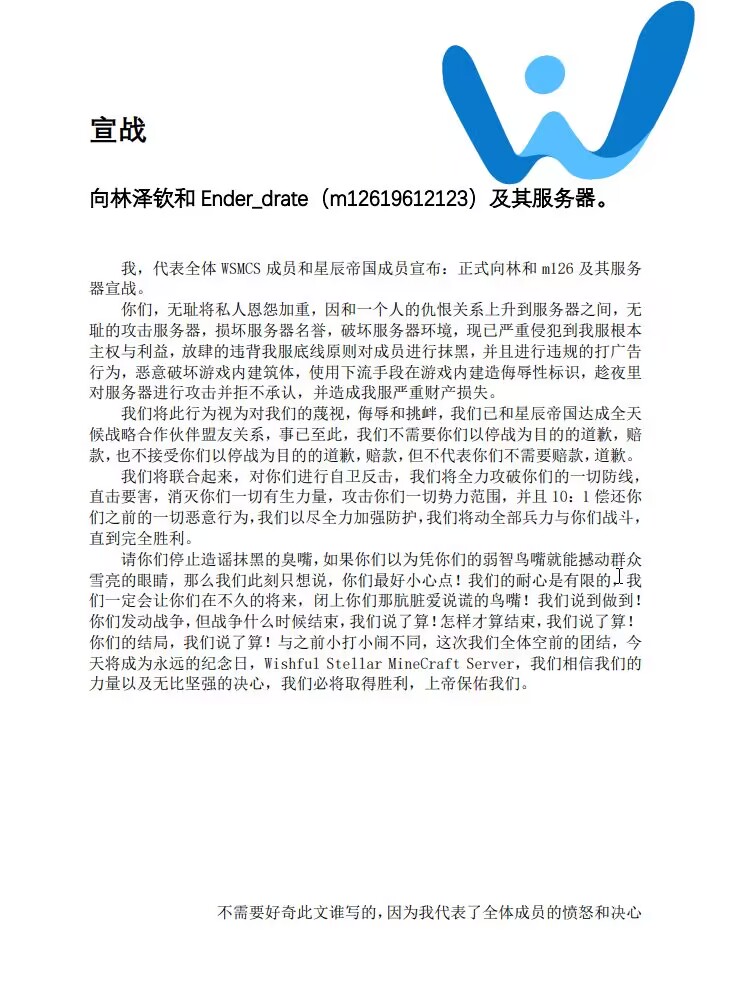 宣战
向林泽钦和 Ender_drate（m12619612123）及其服务器。
我，代表全体 WSMCS 成员和星辰帝国成员宣布：正式向林和 m126 及其服务
器宣战。
你们，无耻将私人恩怨加重，因和一个人的仇恨关系上升到服务器之间，无
耻的攻击服务器，损坏服务器名誉，破坏服务器环境，现已严重侵犯到我服根本
主权与利益，放肆的违背我服底线原则对成员进行抹黑，并且进行违规的打广告
行为，恶意破坏游戏内建筑体，使用下流手段在游戏内建造侮辱性标识，趁夜里
对服务器进行攻击并拒不承认，并造成我服严重财产损失。
我们将此行为视为对我们的蔑视，侮辱和挑衅，我们已和星辰帝国达成全天
候战略合作伙伴盟友关系，事已至此，我们不需要你们以停战为目的的道歉，赔
款，也不接受你们以停战为目的的道歉，赔款，但不代表你们不需要赔款，道歉。
我们将联合起来，对你们进行自卫反击，我们将全力攻破你们的一切防线，
直击要害，消灭你们一切有生力量，攻击你们一切势力范围，并且 10：1 偿还你
们之前的一切恶意行为，我们以尽全力加强防护，我们将动全部兵力与你们战斗，
直到完全胜利。
请你们停止造谣抹黑的臭嘴，如果你们以为凭你们的弱智鸟嘴就能撼动群众
雪亮的眼睛，那么我们此刻只想说，你们最好小心点！我们的耐心是有限的，我
们一定会让你们在不久的将来，闭上你们那肮脏爱说谎的鸟嘴！我们说到做到！
你们发动战争，但战争什么时候结束，我们说了算！怎样才算结束，我们说了算！
你们的结局，我们说了算！与之前小打小闹不同，这次我们全体空前的团结，今
天将成为永远的纪念日，Wishful Stellar MineCraft Server，我们相信我们的
力量以及无比坚强的决心，我们必将取得胜利，上帝保佑我们。
不需要好奇此文谁写的，因为我代表了全体成员的愤怒和决心